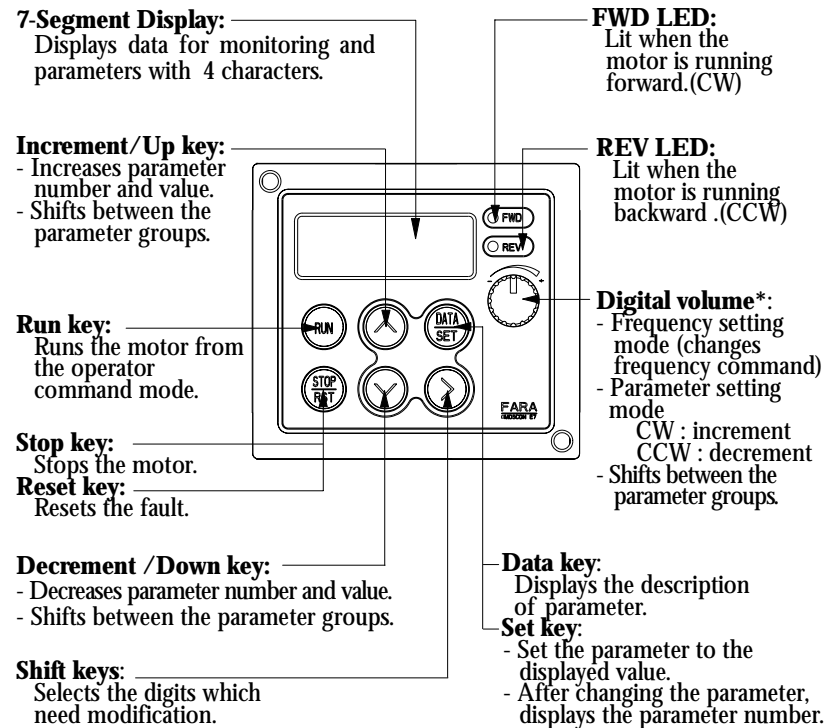 7-Segment Display:
Displays data for monitoring and
parameters with 4 characters.
Increment/Up key:
- Increases parameter
number and value.
- Shifts between the
parameter groups.
Run key:
Runs the motor from
the operator
command mode.
Stop key:
Stops the motor.
Reset key:
Resets the fault.
Decrement /Down key:
- Decreases parameter number and value.
- Shifts between the parameter groups.
Shift keys:
Selects the digits which
need modification.
FWD
REV
- +
RUN
DATA
SET
STOP
RST
FARA
MOSCON E7
FWD LED:
Lit when the
motor is running
forward.(CW)
REV LED:
Lit when the
motor is running
backward .(CCW)
Digital volume*:
- Frequency setting
mode (changes
frequency command)
- Parameter setting
mode
CW : increment
CCW : decrement
- Shifts between the
parameter groups.
Data key:
Displays the description
of parameter.
Set key:
- Set the parameter to the
displayed value.
- After changing the parameter,
displays the parameter number.